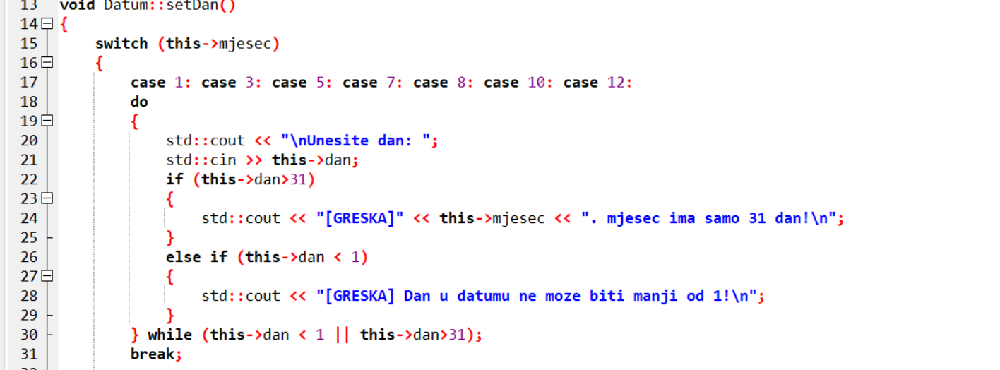 13 void Datum::setDan()
14 {
15 switch (this->mjesec)
16 {
17 case 1: case 3: case 5: case 7: case 8: case 10: case 12:
18 do
19 {
20 std::cout << "\nUnesite dan: ";
21 std::cin >> this->dan;
22 if (this->dan>31)
23 {
24 std::cout << "[GRESKA]" << this->mjesec << ". mjesec ima samo 31 dan!\n";
25 }
26 else if (this->dan < 1)
27 {
28 std::cout << "[GRESKA] Dan u datumu ne moze biti manji od 1!\n";
29 }
30 } while (this->dan < 1 || this->dan>31);
31 break;